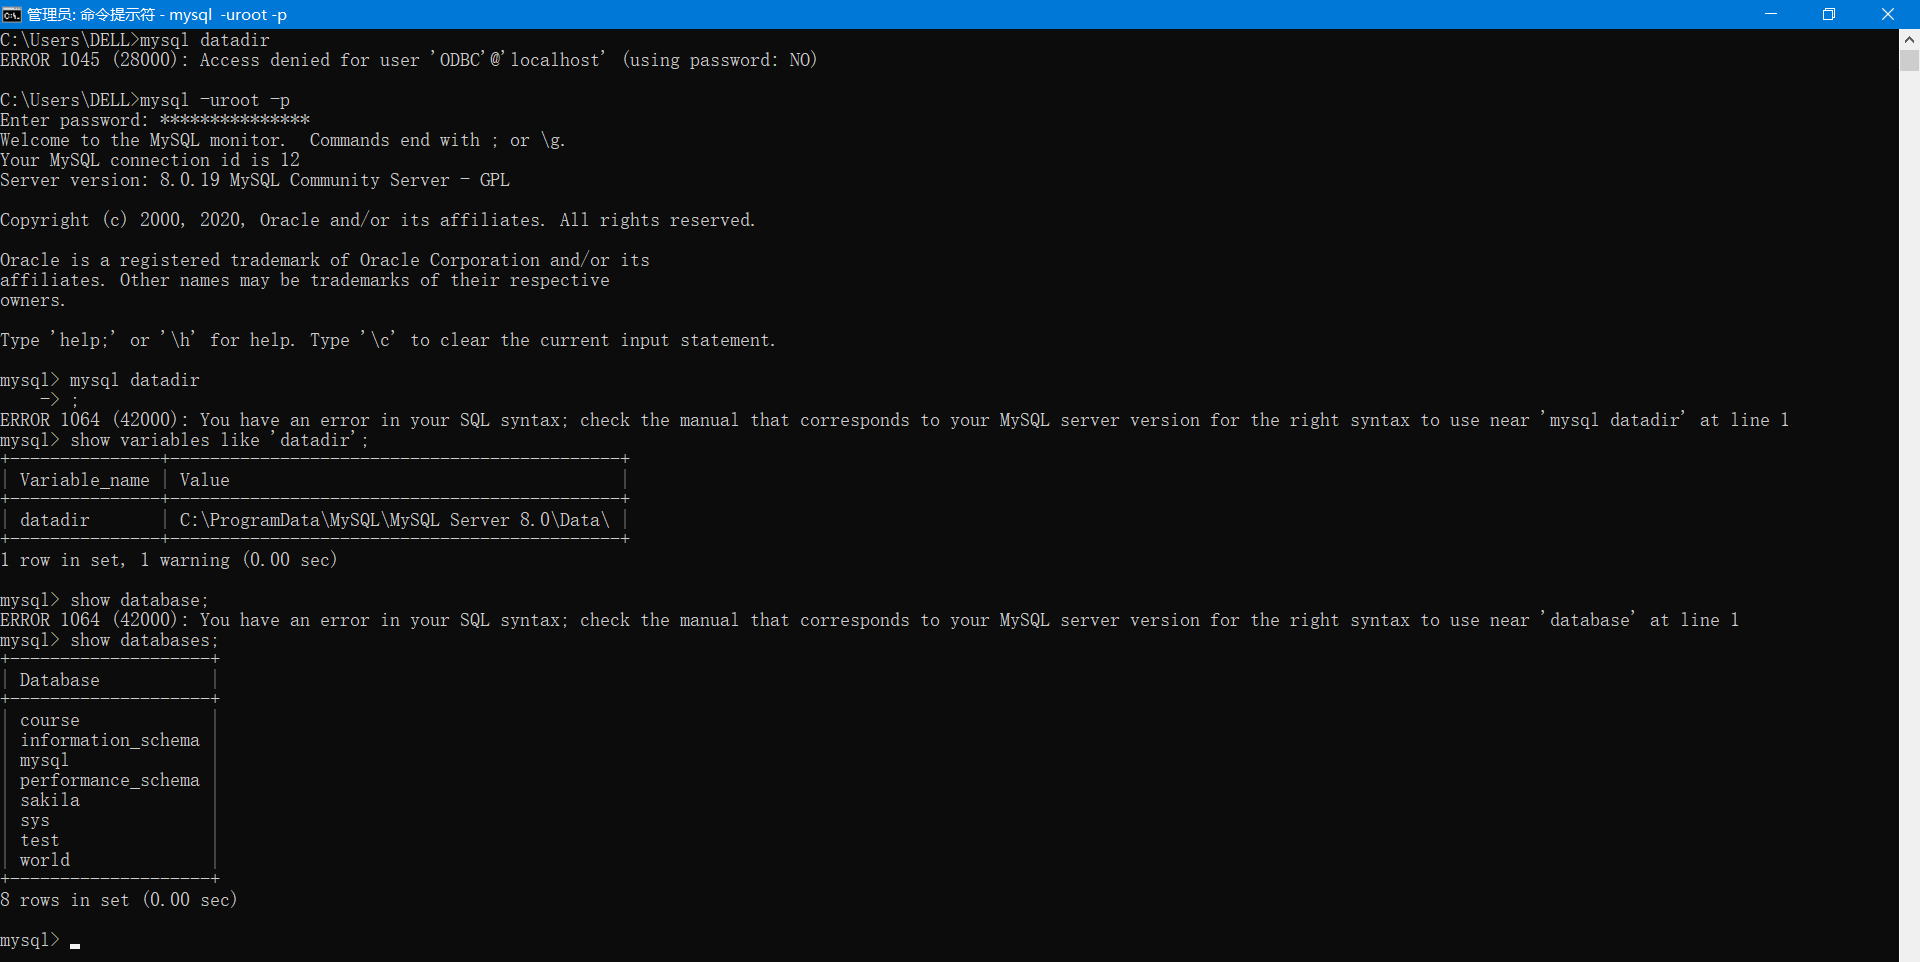 管理员: 命令提示符 - mysql  -uroot -p
C:\Users\DELL>mysql datadir
ERROR 1045 (28000): Access denied for user 'ODBC'@'localhost' (using password: NO)
C:\Users\DELL>mysql -uroot -p
Enter password: ***************
Welcome to the MySQL monitor.  Commands end with ; or \g.
Your MySQL connection id is 12
Server version: 8.0.19 MySQL Community Server - GPL
Copyright (c) 2000, 2020, Oracle and/or its affiliates. All rights reserved.
Oracle is a registered trademark of Oracle Corporation and/or its
affiliates. Other names may be trademarks of their respective
owners.
Type 'help;' or '\h' for help. Type '\c' to clear the current input statement.
mysql> mysql datadir
    -> ;
ERROR 1064 (42000): You have an error in your SQL syntax; check the manual that corresponds to your MySQL server version for the right syntax to use near 'mysql datadir' at line 1
mysql> show variables like 'datadir';
+---------------+---------------------------------------------+
| Variable_name | Value                                       |
+---------------+---------------------------------------------+
| datadir       | C:\ProgramData\MySQL\MySQL Server 8.0\Data\ |
+---------------+---------------------------------------------+
1 row in set, 1 warning (0.00 sec)
mysql> show database;
ERROR 1064 (42000): You have an error in your SQL syntax; check the manual that corresponds to your MySQL server version for the right syntax to use near 'database' at line 1
mysql> show databases;
+--------------------+
| Database           |
+--------------------+
| course             |
| information_schema |
| mysql              |
| performance_schema |
| sakila             |
| sys                |
| test               |
| world              |
+--------------------+
8 rows in set (0.00 sec)
mysql>